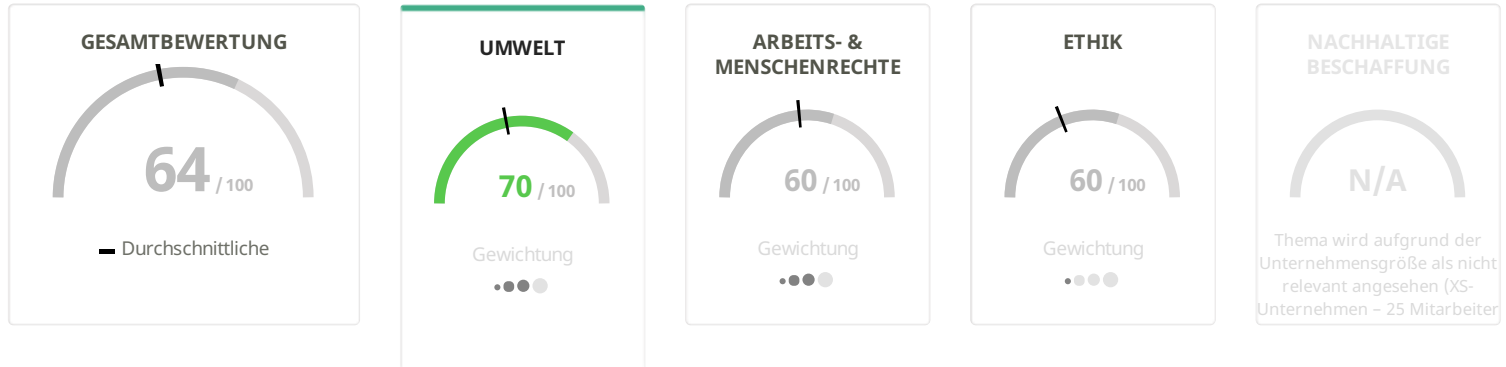 GESAMTBEWERTUNG
64 / 100
Durchschnittliche
UMWELT
70 / 100
Gewichtung
ARBEITS- &
MENSCHENRECHTE
60 / 100
Gewichtung
ETHIK
60 / 100
Gewichtung
NACHHALTIGE
BESCHAFFUNG
N/A
Thema wird aufgrund der
Unternehmensgröße als nicht
relevant angesehen (XS-
Unternehmen – 25 Mitarbeiter